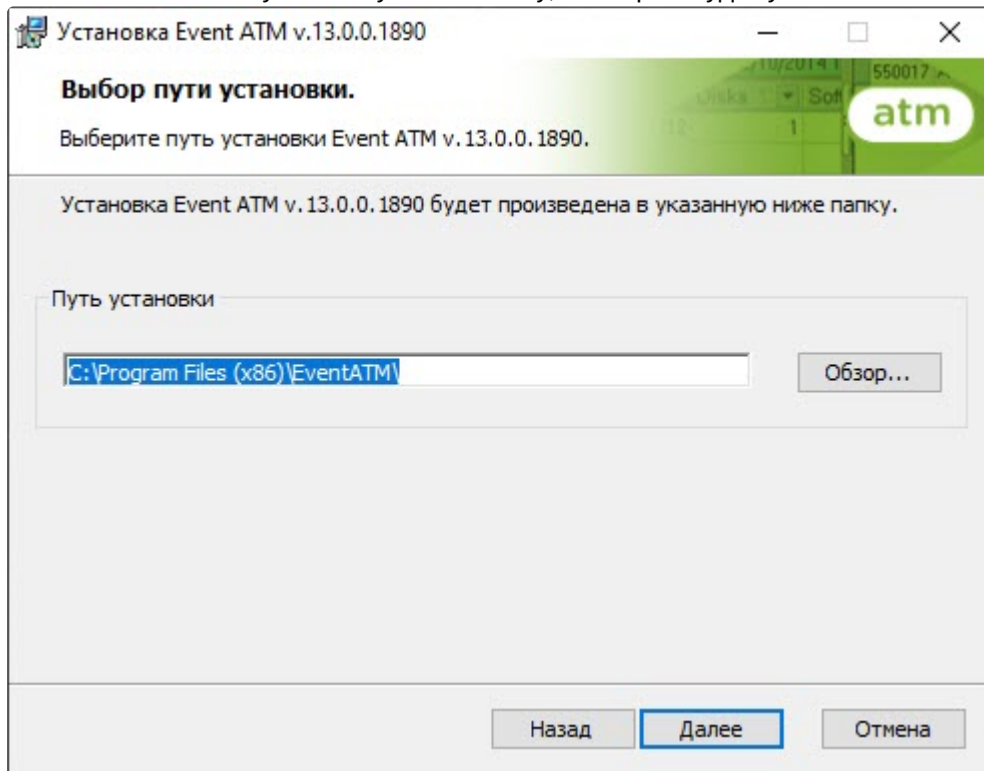 Установка Event ATM v.13.0.0.1890
Выбор пути установки.
Выберите путь установки Event ATM v.13.0.0.1890.
550017
atm
Установка Event ATM v.13.0.0.1890 будет произведена в указанную ниже папку.
Путь установки
C:\Program Files (x86)\EventATM\
Обзор...
Назад
Далее
Отмена